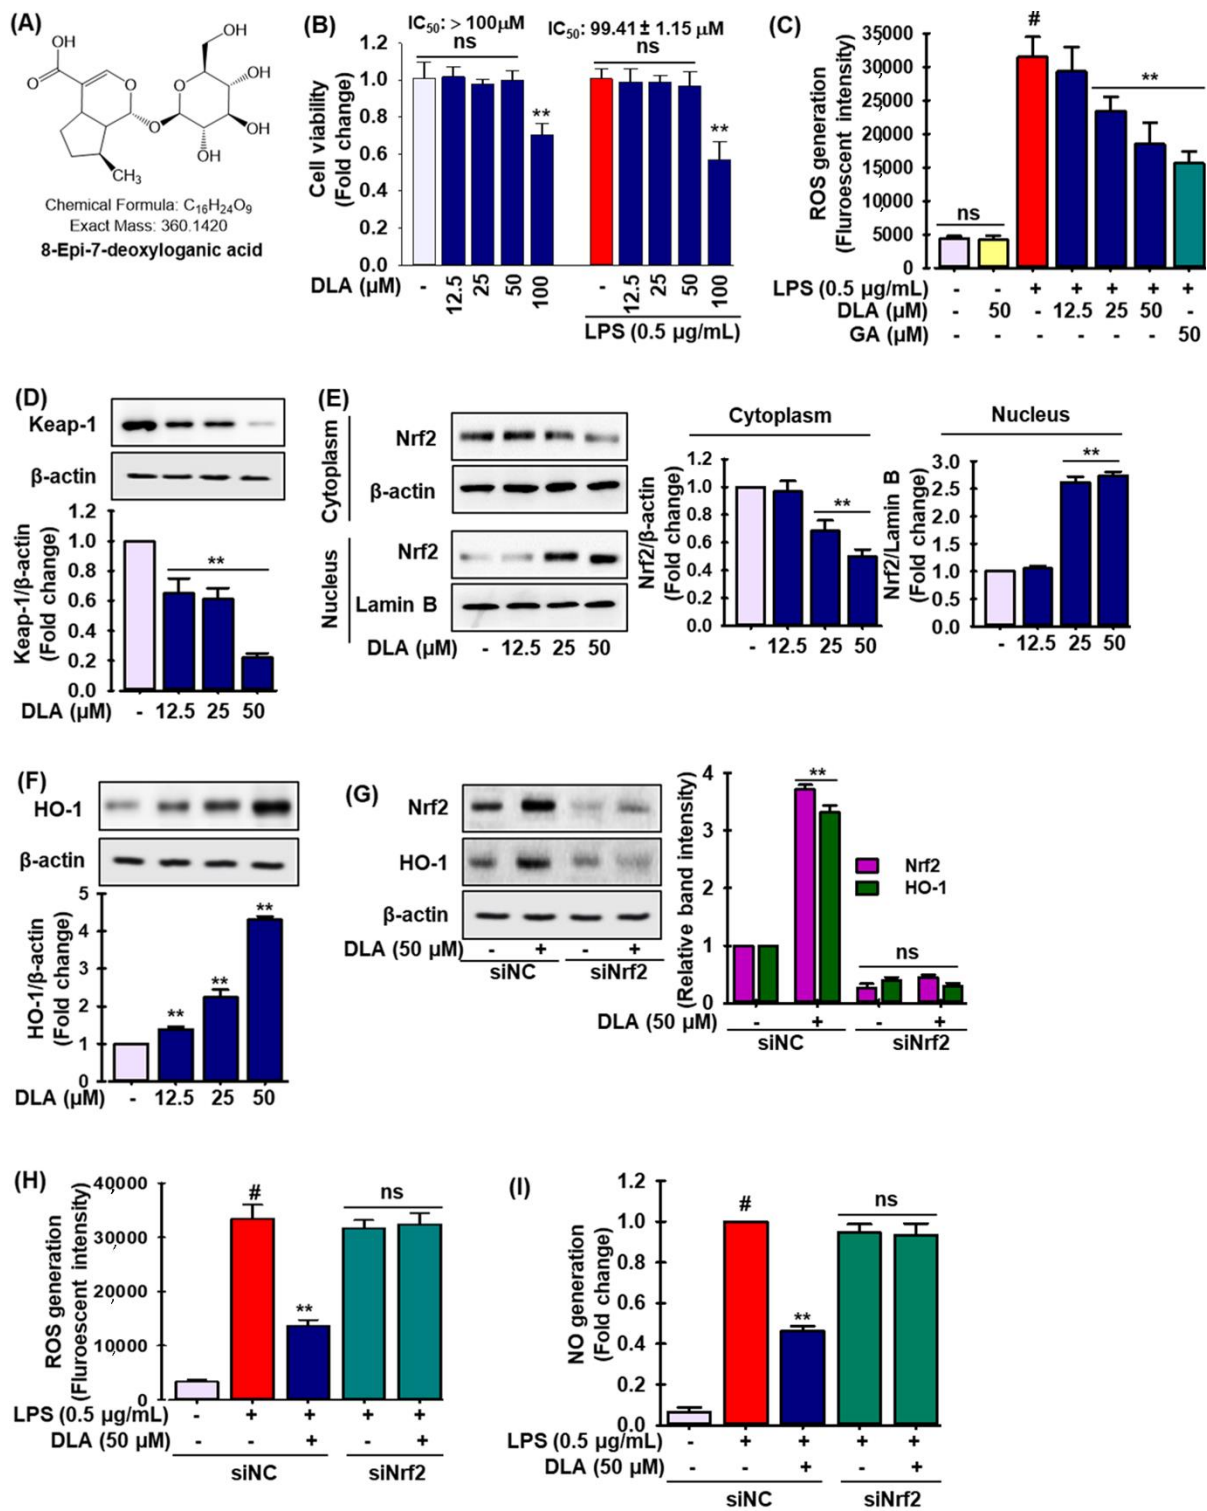 (A)
OH
O
O
OH
OH
O
O
OH
OH
CH₃
Chemical Formula: C₁₆H₂₄O₉
Exact Mass: 360.1420
8-Epi-7-deoxyloganic acid
(B)
IC₅₀: > 100µM
IC₅₀: 99.41 ± 1.15 µM
ns
ns
**
**
Cell viability
(Fold change)
1.2
1.0
0.8
0.6
0.4
0.2
0.0
DLA (µM)
- 12.5 25 50 100
- 12.5 25 50 100
LPS (0.5 µg/mL)
(C)
ROS generation
(Fluroescent intensity)
35000
30000
25000
20000
15000
10000
5000
0
ns
#
**
LPS (0.5 µg/mL) - - + + + + +
DLA (µM) - 50 - 12.5 25 50 -
GA (µM) - - - - - - 50
(D)
Keap-1
β-actin
Keap-1/β-actin
(Fold change)
1.2
1.0
0.8
0.6
0.4
0.2
0.0
**
DLA (µM) - 12.5 25 50
(E)
Cytoplasm
Nrf2
β-actin
Nucleus
Nrf2
Lamin B
DLA (µM) - 12.5 25 50
Cytoplasm
Nrf2/β-actin
(Fold change)
1.2
1.0
0.8
0.6
0.4
0.2
0.0
**
- 12.5 25 50
Nucleus
Nrf2/Lamin B
(Fold change)
3.0
2.5
2.0
1.5
1.0
0.5
0.0
**
- 12.5 25 50
(F)
HO-1
β-actin
HO-1/β-actin
(Fold change)
5
4
3
2
1
0
**
**
**
DLA (µM) - 12.5 25 50
(G)
Nrf2
HO-1
β-actin
DLA (50 µM) - + - +
siNC siNrf2
(Relative band intensity)
4
3
2
1
0
**
ns
Nrf2
HO-1
DLA (50 µM) - + - +
siNC siNrf2
(H)
ROS generation
(Fluroescent intensity)
40000
30000
20000
10000
0
#
**
ns
LPS (0.5 µg/mL) - + + + +
DLA (50 µM) - - + - +
siNC siNrf2
(I)
NO generation
(Fold change)
1.2
1.0
0.8
0.6
0.4
0.2
0.0
#
**
ns
LPS (0.5 µg/mL) - + + + +
DLA (50 µM) - - + - +
siNC siNrf2